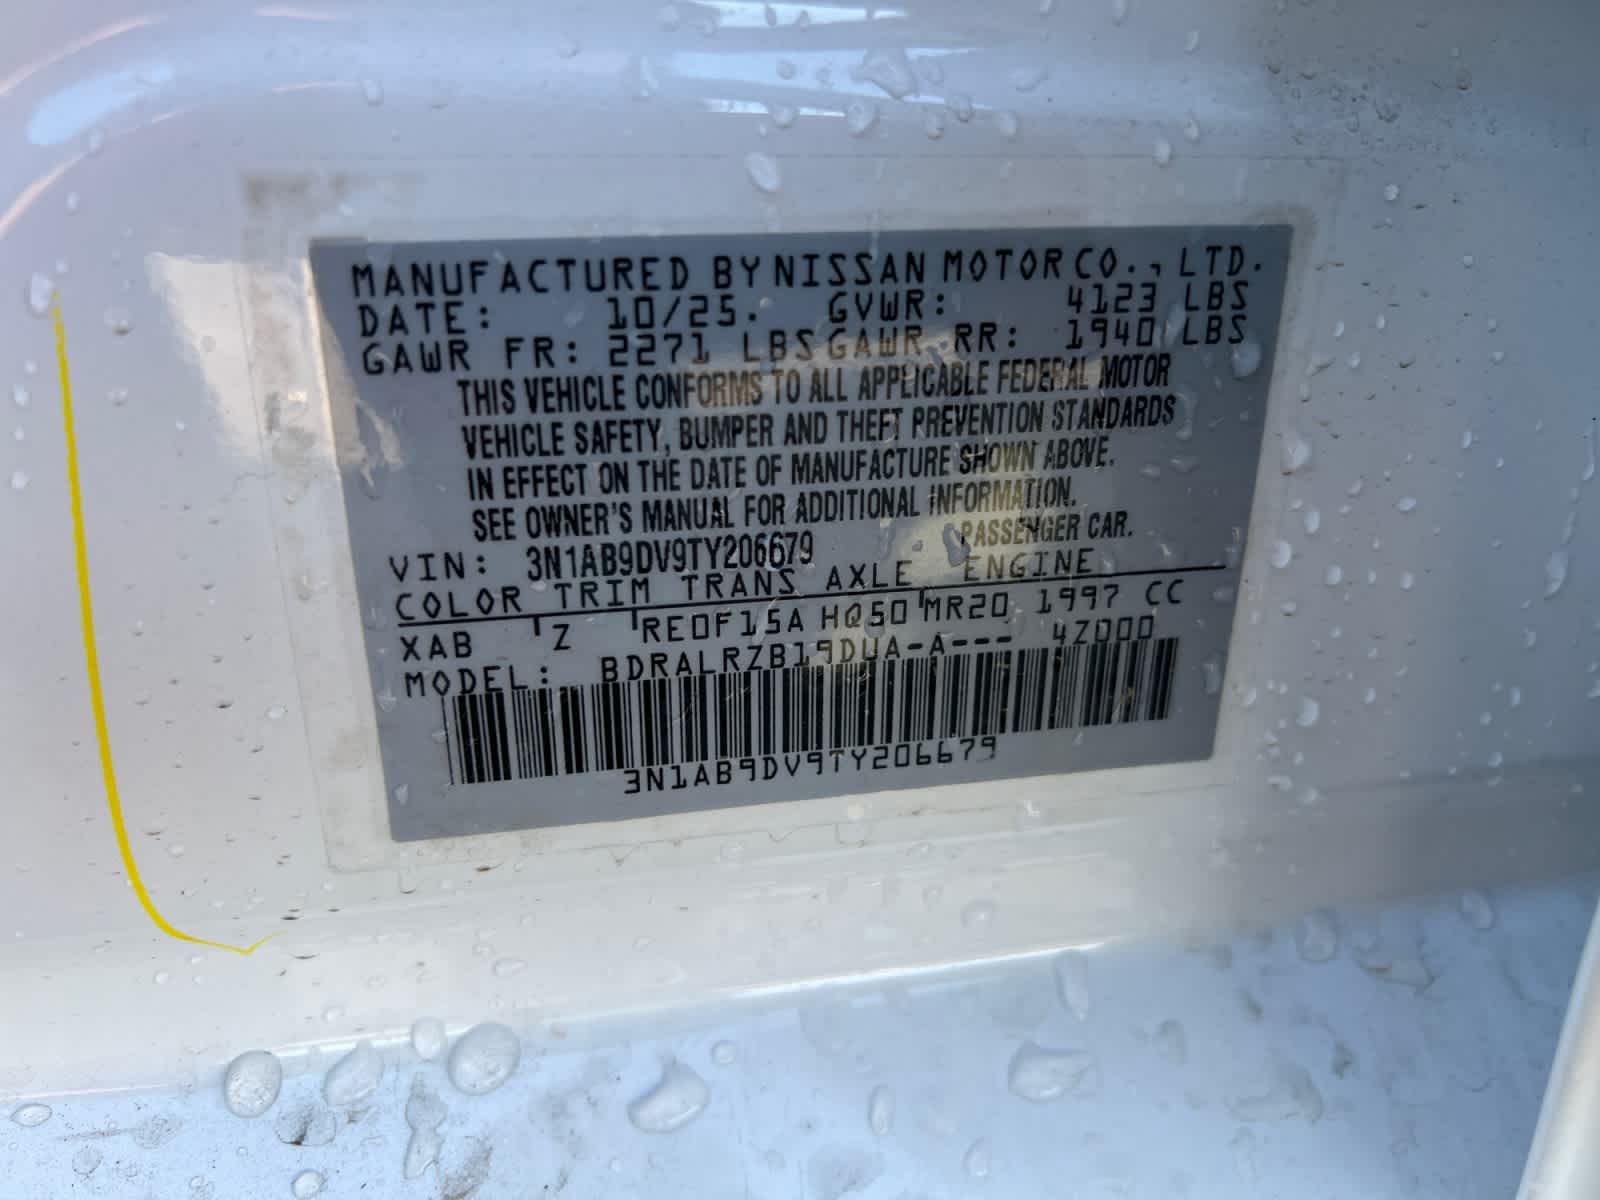 MANUFACTURED BY NISSAN MOTOR CO., LTD.
DATE: 10/25. GVWR: 4123 LBS
GAWR FR: 2271 LBS GAWR RR: 1940 LBS
THIS VEHICLE CONFORMS TO ALL APPLICABLE FEDERAL MOTOR
VEHICLE SAFETY, BUMPER AND THEFT PREVENTION STANDARDS
IN EFFECT ON THE DATE OF MANUFACTURE SHOWN ABOVE.
SEE OWNER'S MANUAL FOR ADDITIONAL INFORMATION.
PASSENGER CAR.
VIN: 3N1AB9DV9TY206679
COLOR TRIM TRANS AXLE ENGINE
XAB Z RE0F15A HQ50 MR20 1997 CC
MODEL: BDRALRZB19DUA-A--- 4Z000
3N1AB9DV9TY206679